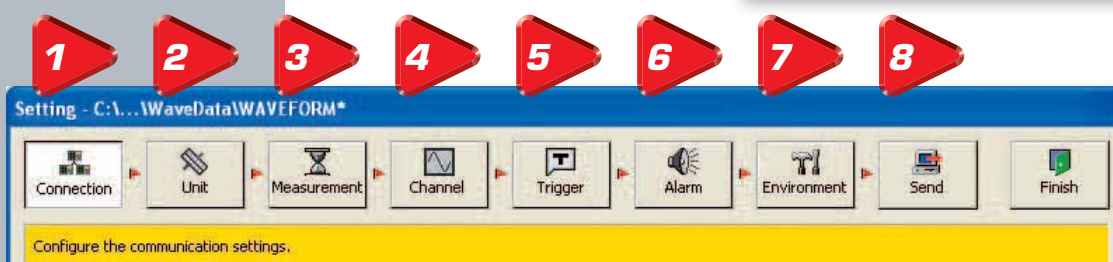 1 2 3 4 5 6 7 8
Setting - C:\...\WaveData\WAVEFORM*
Connection Unit Measurement Channel Trigger Alarm Environment Send Finish
Configure the communication settings.